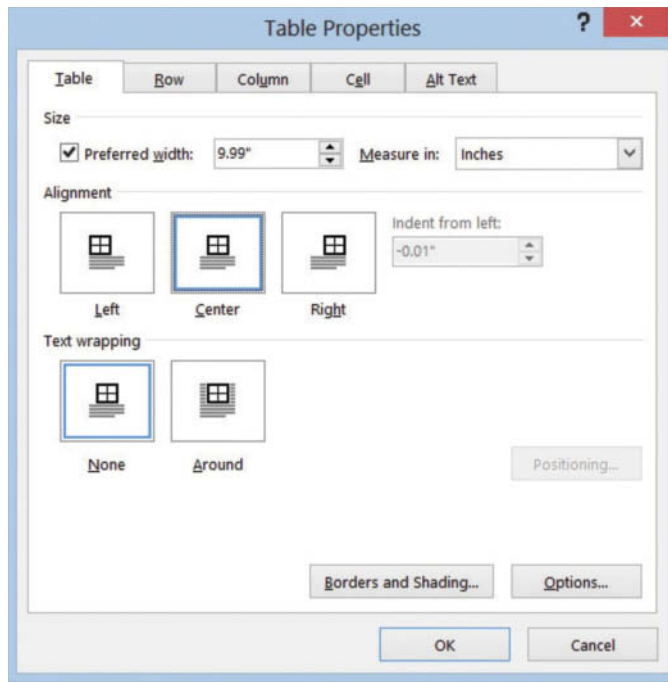 Table Properties
?
Table Row Column Cell Alt Text
Size
Preferred width: 9.99" Measure in: Inches
Alignment
Indent from left:
-0.01"
Left Center Right
Text wrapping
None Around
Positioning...
Borders and Shading... Options...
OK Cancel